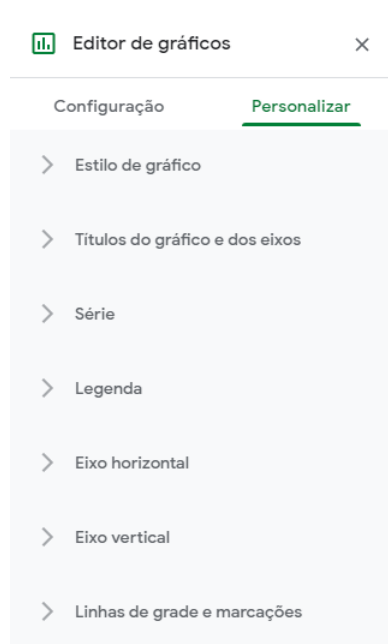 Editor de gráficos
Configuração
Personalizar
Estilo de gráfico
Títulos do gráfico e dos eixos
Série
Legenda
Eixo horizontal
Eixo vertical
Linhas de grade e marcações